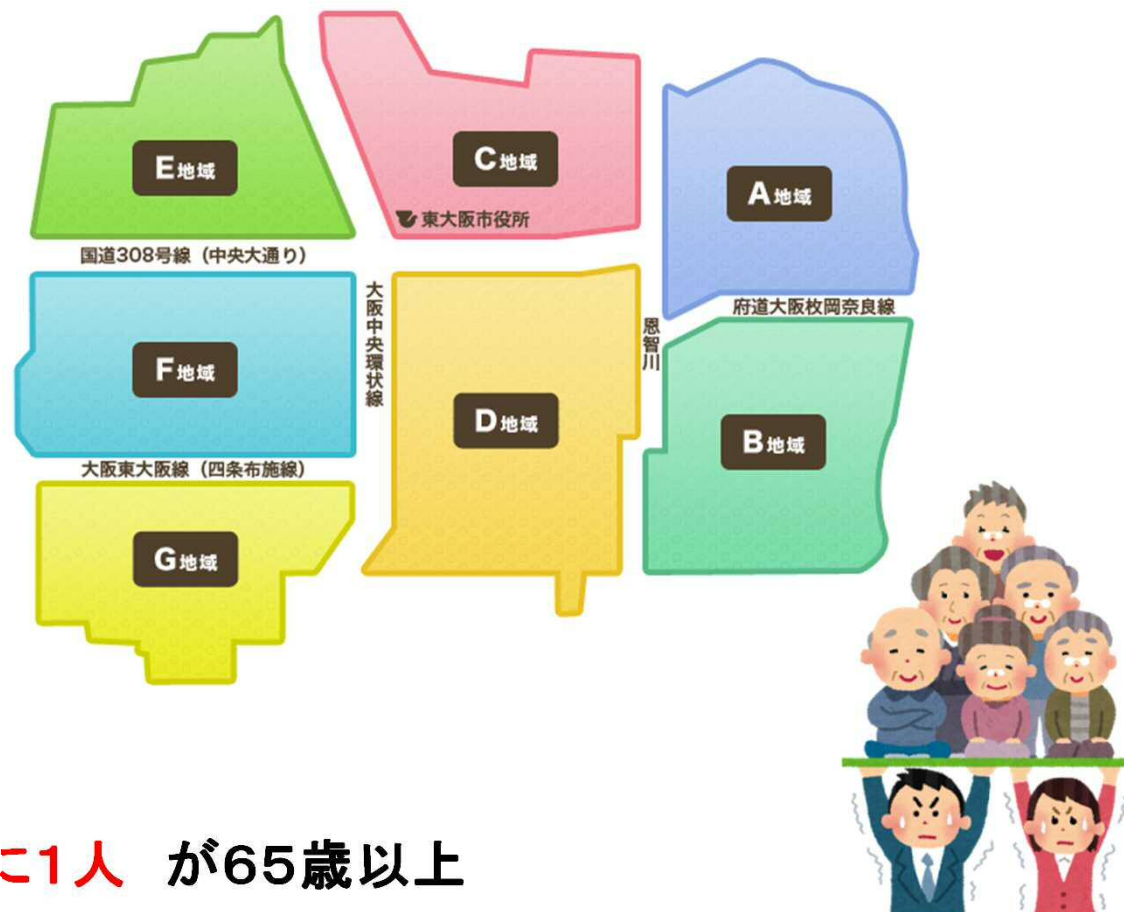 E地域
C地域
A地域
東大阪市役所
国道308号線（中央大通り）
大阪中央環状線
恩智川
府道大阪枚岡奈良線
F地域
D地域
B地域
大阪東大阪線（四条布施線）
G地域
に1人 が65歳以上